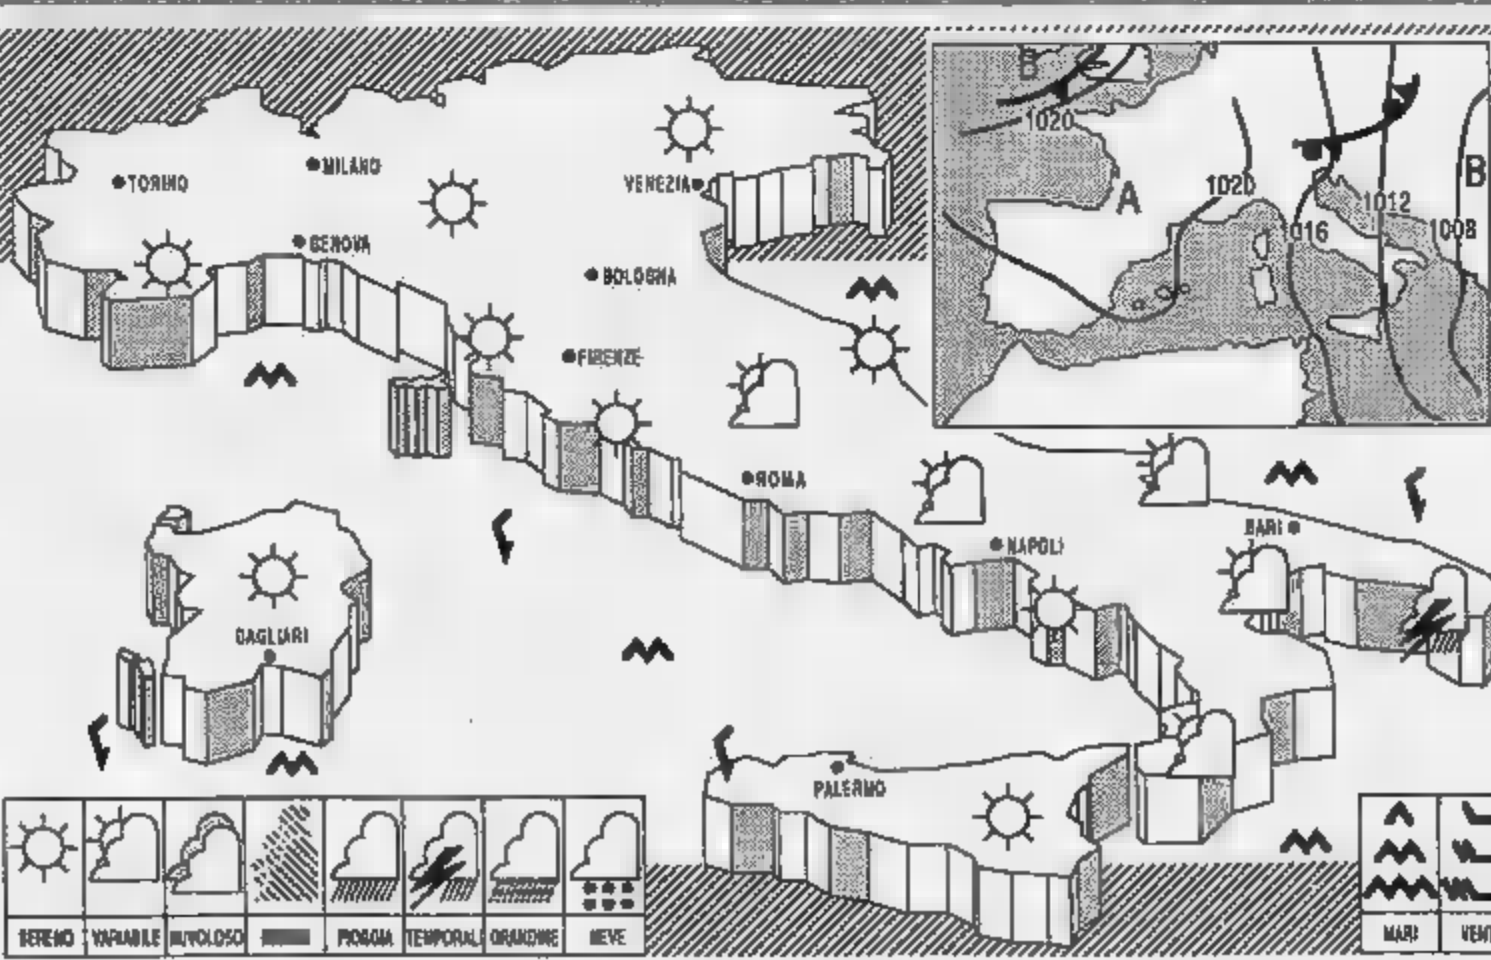 B
1020
A
1020
1016
1012
1008
B
MILANO
TORINO
VENEZIA
GENOVA
BOLOGNA
FIRENZE
ROMA
BARI
NAPOLI
CAGLIARI
PALERMO
SERENO VARIABILE NUVOLOSO PIOGGIA TEMPORALI GRANDINE NEVE
MARI VENTI